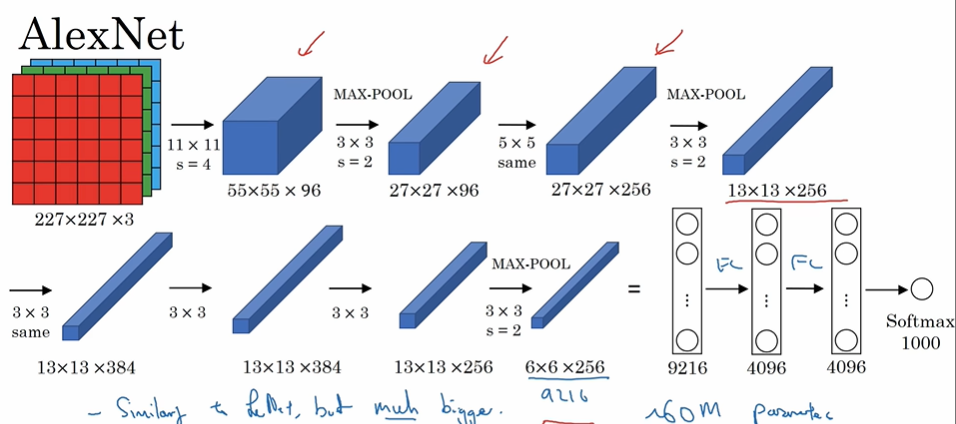 AlexNet
MAX-POOL
MAX-POOL
11 × 11
s = 4
3 × 3
s = 2
5 × 5
same
3 × 3
s = 2
227×227 ×3
55×55 × 96
27×27 ×96
27×27 ×256
13×13 ×256
3 × 3
same
3 × 3
3 × 3
MAX-POOL
3 × 3
s = 2
=
FC
FC
⋮
⋮
⋮
Softmax
1000
13×13 ×384
13×13 ×384
13×13 ×256
6×6 ×256
9216
4096
4096
9216
- Similar to LeNet, but much bigger.
~60M